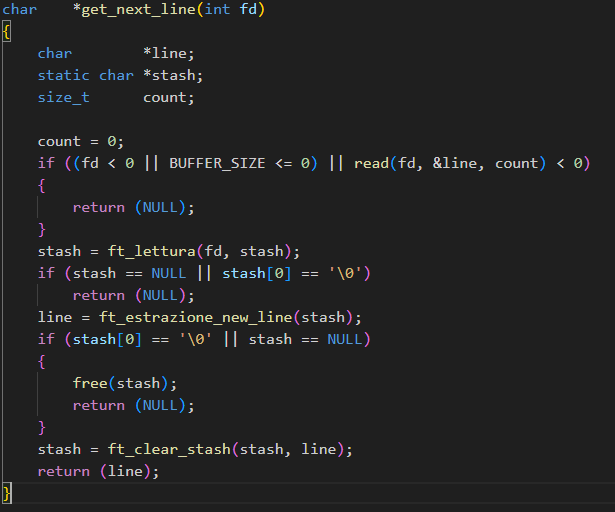 char    *get_next_line(int fd)
{
    char        *line;
    static char *stash;
    size_t      count;

    count = 0;
    if ((fd < 0 || BUFFER_SIZE <= 0) || read(fd, &line, count) < 0)
    {
        return (NULL);
    }
    stash = ft_lettura(fd, stash);
    if (stash == NULL || stash[0] == '\0')
        return (NULL);
    line = ft_estrazione_new_line(stash);
    if (stash[0] == '\0' || stash == NULL)
    {
        free(stash);
        return (NULL);
    }
    stash = ft_clear_stash(stash, line);
    return (line);
}